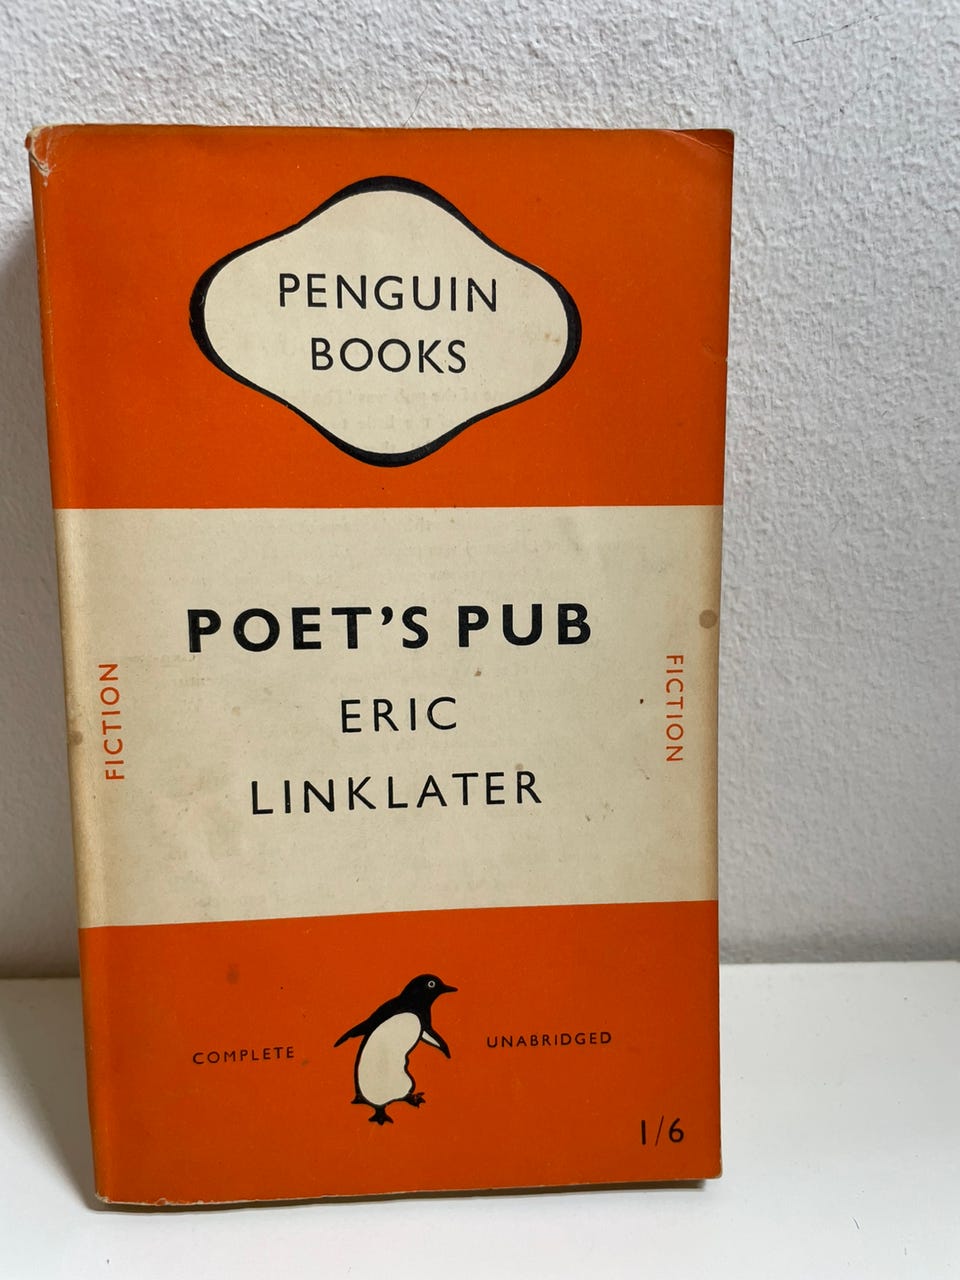 PENGUIN
BOOKS
POET'S PUB
ERIC
LINKLATER
FICTION
FICTION
COMPLETE
UNABRIDGED
1/6